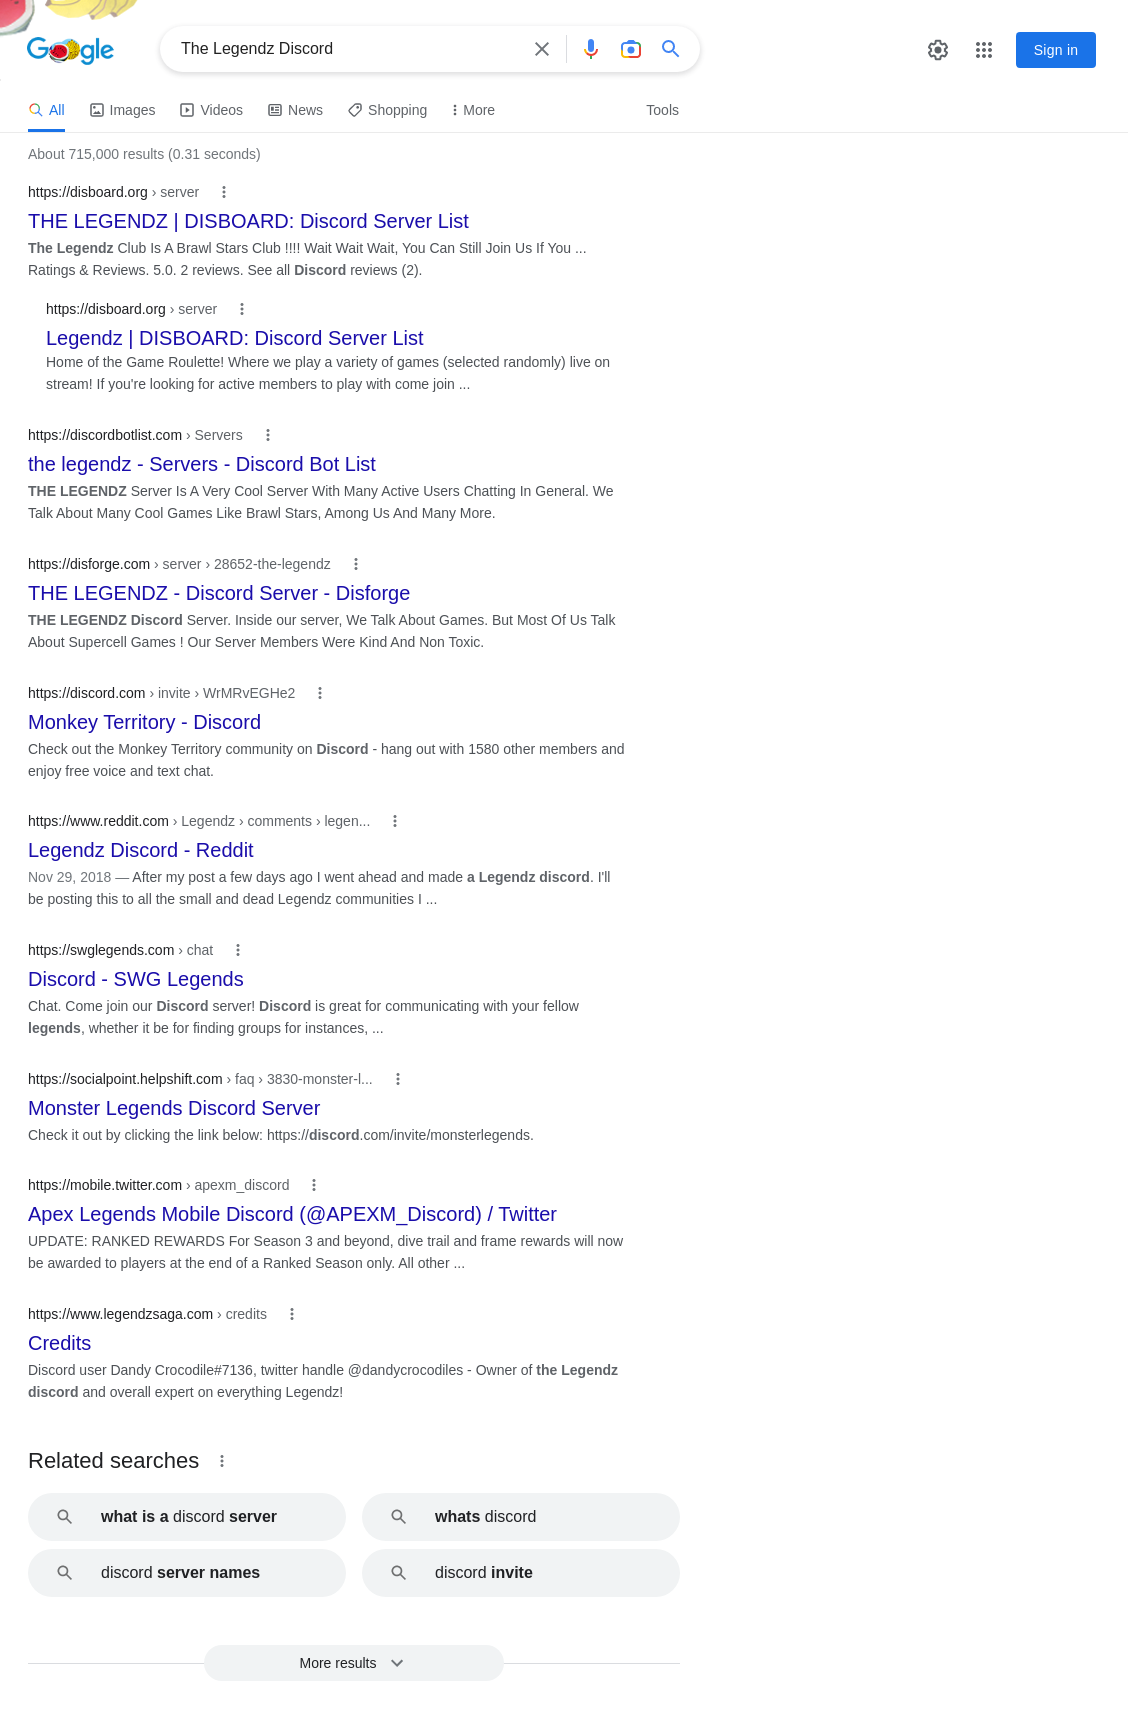 Google
The Legendz Discord
Sign in
All Images Videos News Shopping More Tools
About 715,000 results (0.31 seconds)
https://disboard.org › server
THE LEGENDZ | DISBOARD: Discord Server List
The Legendz Club Is A Brawl Stars Club !!!! Wait Wait Wait, You Can Still Join Us If You ...
Ratings & Reviews. 5.0. 2 reviews. See all Discord reviews (2).
https://disboard.org › server
Legendz | DISBOARD: Discord Server List
Home of the Game Roulette! Where we play a variety of games (selected randomly) live on
stream! If you're looking for active members to play with come join ...
https://discordbotlist.com › Servers
the legendz - Servers - Discord Bot List
THE LEGENDZ Server Is A Very Cool Server With Many Active Users Chatting In General. We
Talk About Many Cool Games Like Brawl Stars, Among Us And Many More.
https://disforge.com › server › 28652-the-legendz
THE LEGENDZ - Discord Server - Disforge
THE LEGENDZ Discord Server. Inside our server, We Talk About Games. But Most Of Us Talk
About Supercell Games ! Our Server Members Were Kind And Non Toxic.
https://discord.com › invite › WrMRvEGHe2
Monkey Territory - Discord
Check out the Monkey Territory community on Discord - hang out with 1580 other members and
enjoy free voice and text chat.
https://www.reddit.com › Legendz › comments › legen...
Legendz Discord - Reddit
Nov 29, 2018 — After my post a few days ago I went ahead and made a Legendz discord. I'll
be posting this to all the small and dead Legendz communities I ...
https://swglegends.com › chat
Discord - SWG Legends
Chat. Come join our Discord server! Discord is great for communicating with your fellow
legends, whether it be for finding groups for instances, ...
https://socialpoint.helpshift.com › faq › 3830-monster-l...
Monster Legends Discord Server
Check it out by clicking the link below: https://discord.com/invite/monsterlegends.
https://mobile.twitter.com › apexm_discord
Apex Legends Mobile Discord (@APEXM_Discord) / Twitter
UPDATE: RANKED REWARDS For Season 3 and beyond, dive trail and frame rewards will now
be awarded to players at the end of a Ranked Season only. All other ...
https://www.legendzsaga.com › credits
Credits
Discord user Dandy Crocodile#7136, twitter handle @dandycrocodiles - Owner of the Legendz
discord and overall expert on everything Legendz!
Related searches
what is a discord server
whats discord
discord server names
discord invite
More results